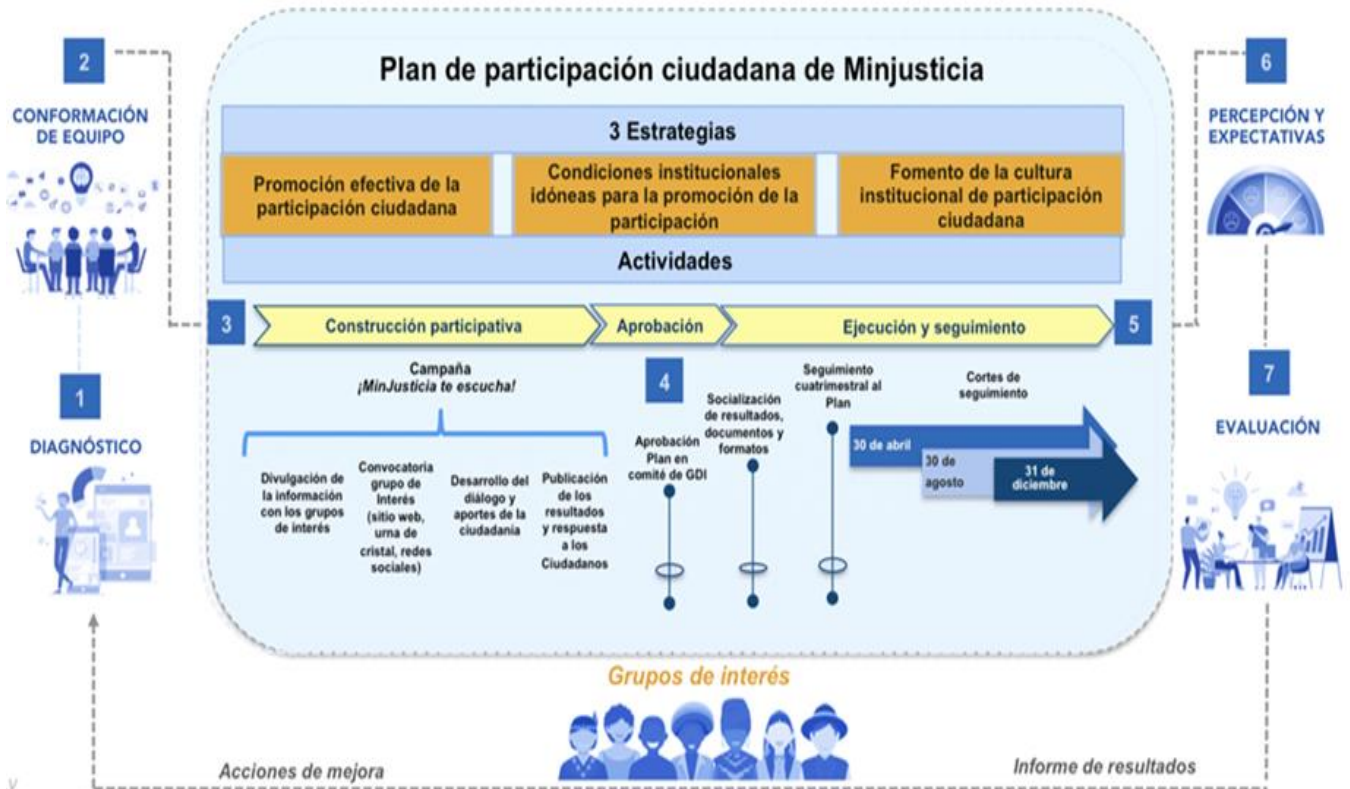 Plan de participación ciudadana de Minjusticia
3 Estrategias
Promoción efectiva de la
participación ciudadana
Condiciones institucionales
idóneas para la promoción de la
participación
Fomento de la cultura
institucional de participación
ciudadana
Actividades
2
CONFORMACIÓN
DE EQUIPO
1
DIAGNÓSTICO
3
Construcción participativa
Aprobación
Ejecución y seguimiento
5
Campaña
¡MinJusticia te escucha!
Divulgación de
la información
con los grupos
de interés
Convocatoria
grupo de
Interés
(sitio web,
urna de
cristal, redes
sociales)
Desarrollo del
diálogo y
aportes de la
ciudadanía
Publicación
de los
resultados
y respuesta
a los
Ciudadanos
4
Aprobación
Plan en
comité de GDI
Socialización
de resultados,
documentos y
formatos
Seguimiento
cuatrimestral al
Plan
Cortes de
seguimiento
30 de abril
30 de
agosto
31 de
diciembre
6
PERCEPCIÓN Y
EXPECTATIVAS
7
EVALUACIÓN
Grupos de interés
Acciones de mejora
Informe de resultados
V